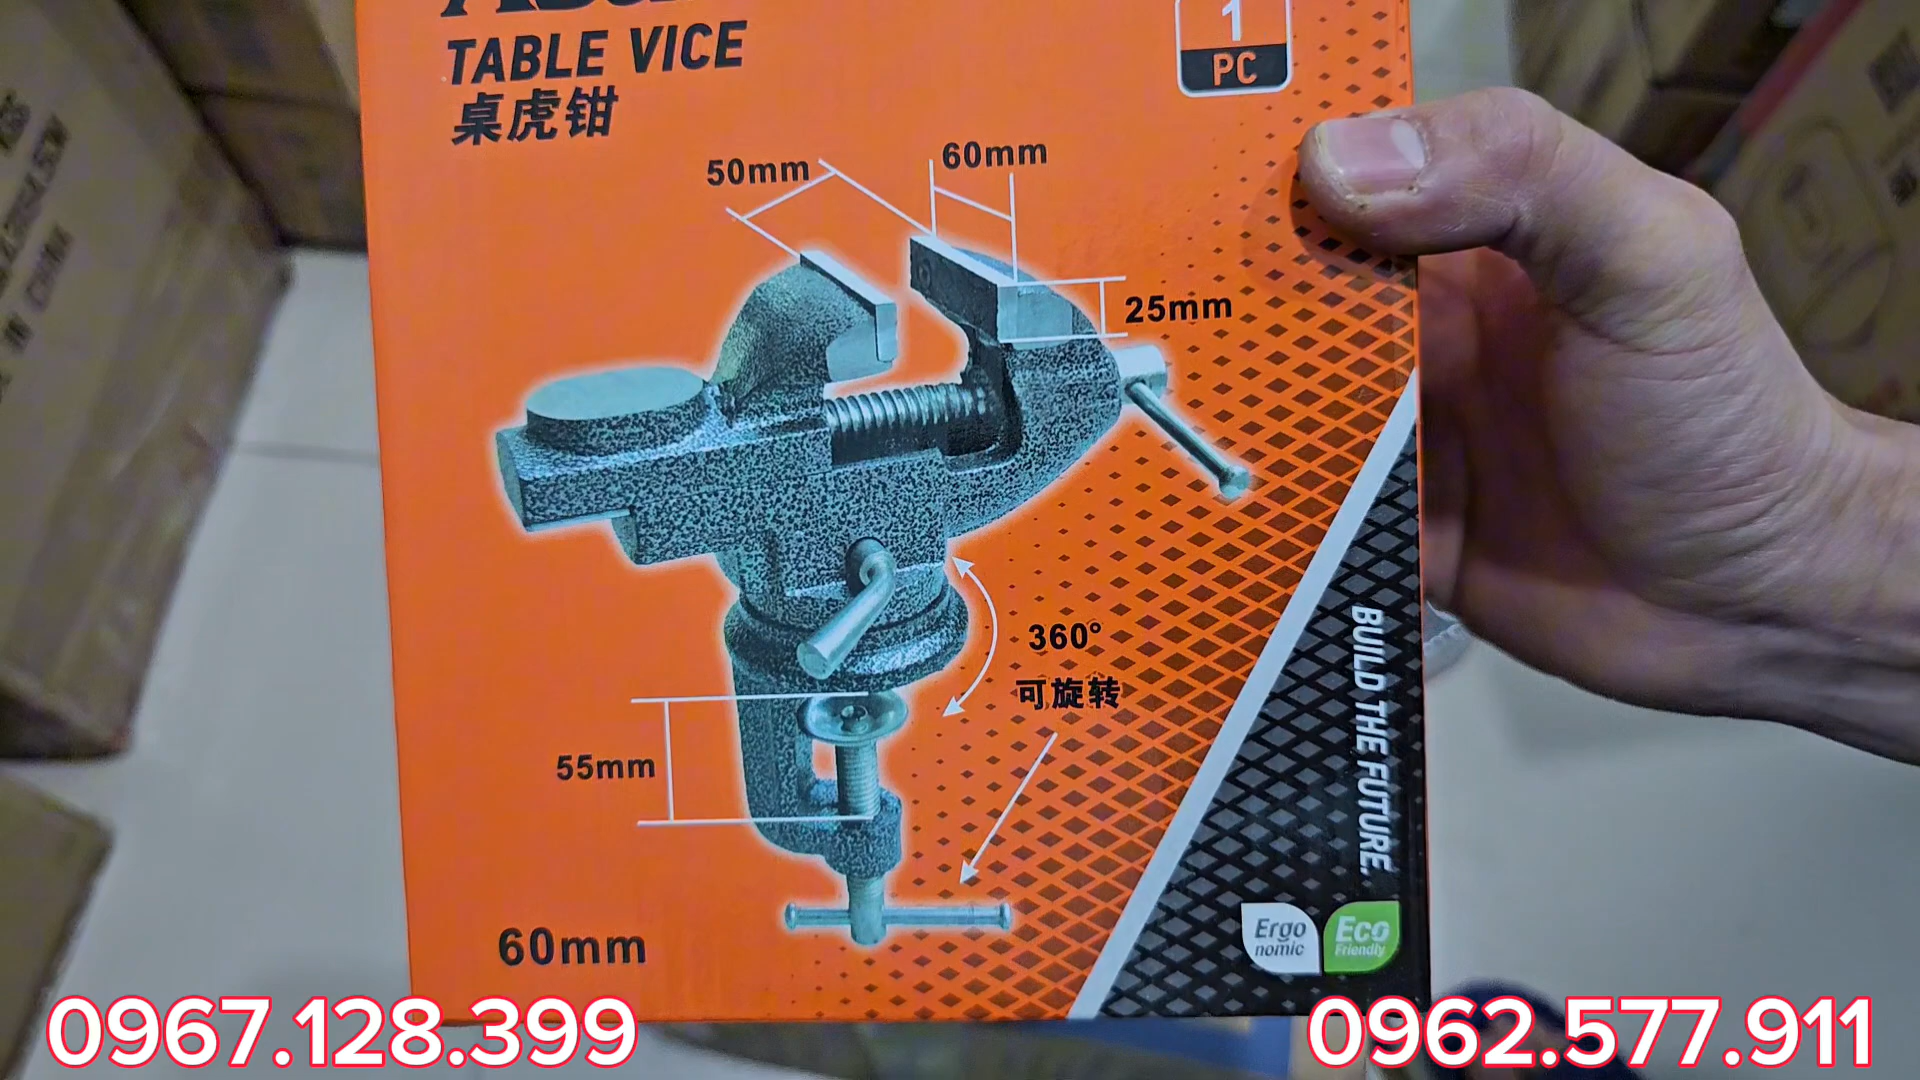 TABLE VICE
桌虎钳
1
PC
50mm
60mm
25mm
360°
可旋转
55mm
60mm
BUILD THE FUTURE.
Ergo
nomic
Eco
Friendly
0967.128.399
0962.577.911